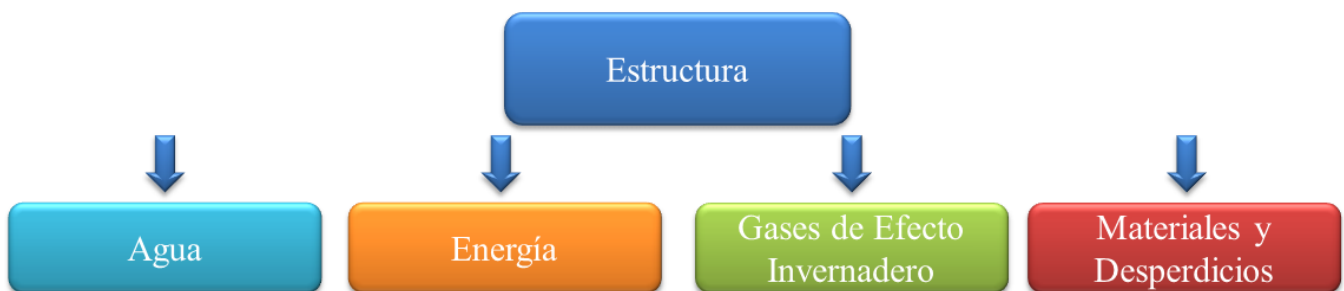 Estructura
Agua
Energía
Gases de Efecto
Invernadero
Materiales y
Desperdicios